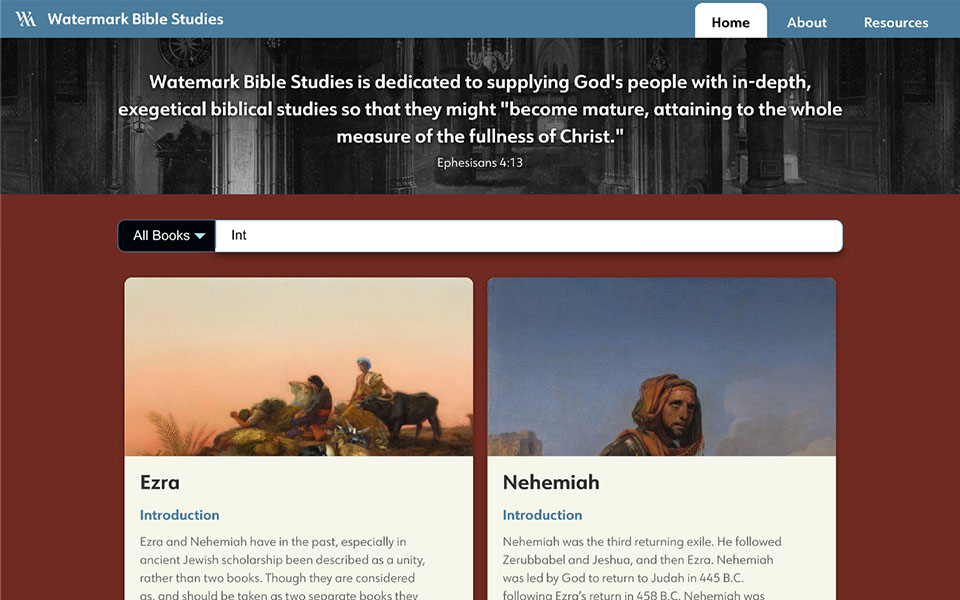 Watermark Bible Studies
Home
About
Resources
Watemark Bible Studies is dedicated to supplying God's people with in-depth,
exegetical biblical studies so that they might "become mature, attaining to the whole
measure of the fullness of Christ."
Ephesisans 4:13
All Books
Int
Ezra
Introduction
Ezra and Nehemiah have in the past, especially in
ancient Jewish scholarship been described as a unity,
rather than two books. Though they are considered
as, and should be taken as two separate books they
Nehemiah
Introduction
Nehemiah was the third returning exile. He followed
Zerubbabel and Jeshua, and then Ezra. Nehemiah
was led by God to return to Judah in 445 B.C.
following Ezra's return in 458 B.C. Nehemiah was